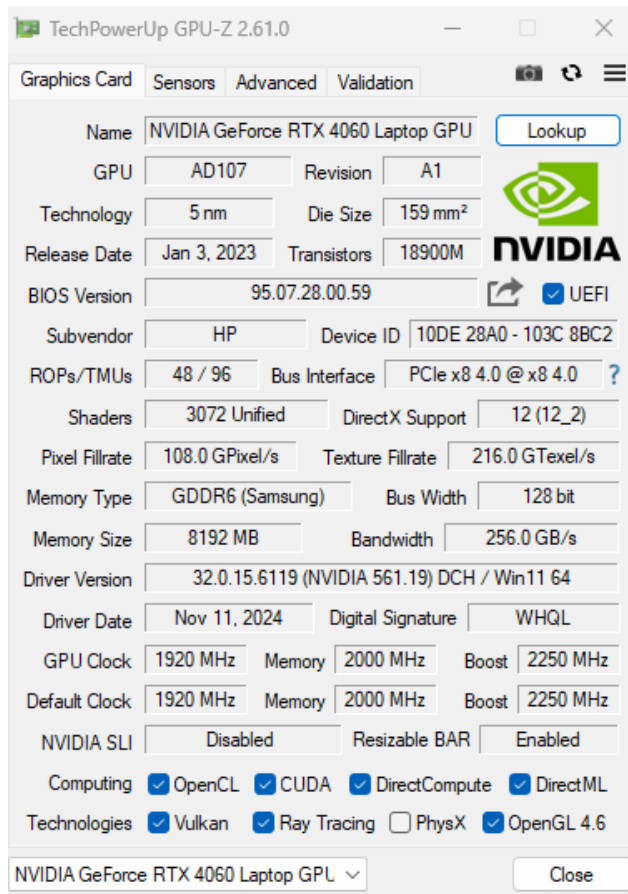 TechPowerUp GPU-Z 2.61.0
Graphics Card Sensors Advanced Validation
Name NVIDIA GeForce RTX 4060 Laptop GPU Lookup
GPU AD107 Revision A1
Technology 5 nm Die Size 159 mm²
Release Date Jan 3, 2023 Transistors 18900M
NVIDIA
BIOS Version 95.07.28.00.59 UEFI
Subvendor HP Device ID 10DE 28A0 - 103C 8BC2
ROPs/TMUs 48 / 96 Bus Interface PCIe x8 4.0 @ x8 4.0 ?
Shaders 3072 Unified DirectX Support 12 (12_2)
Pixel Fillrate 108.0 GPixel/s Texture Fillrate 216.0 GTexel/s
Memory Type GDDR6 (Samsung) Bus Width 128 bit
Memory Size 8192 MB Bandwidth 256.0 GB/s
Driver Version 32.0.15.6119 (NVIDIA 561.19) DCH / Win11 64
Driver Date Nov 11, 2024 Digital Signature WHQL
GPU Clock 1920 MHz Memory 2000 MHz Boost 2250 MHz
Default Clock 1920 MHz Memory 2000 MHz Boost 2250 MHz
NVIDIA SLI Disabled Resizable BAR Enabled
Computing OpenCL CUDA DirectCompute DirectML
Technologies Vulkan Ray Tracing PhysX OpenGL 4.6
NVIDIA GeForce RTX 4060 Laptop GPU Close